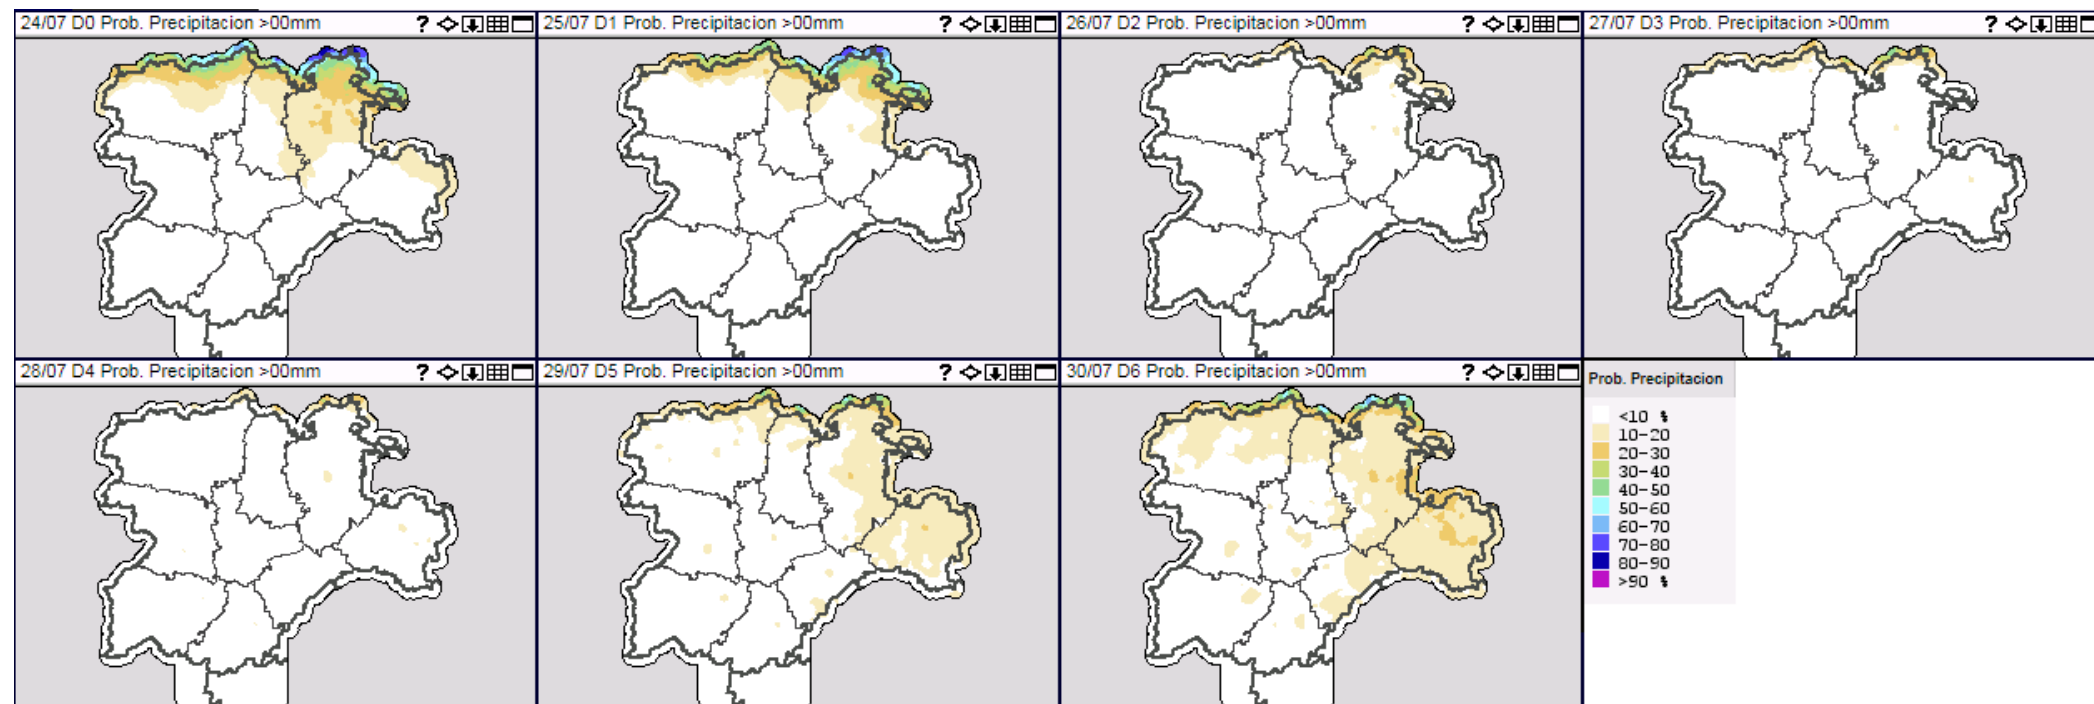 24/07 D0 Prob. Precipitacion >00mm ?
25/07 D1 Prob. Precipitacion >00mm ?
26/07 D2 Prob. Precipitacion >00mm ?
27/07 D3 Prob. Precipitacion >00mm ?
28/07 D4 Prob. Precipitacion >00mm ?
29/07 D5 Prob. Precipitacion >00mm ?
30/07 D6 Prob. Precipitacion >00mm ?
Prob. Precipitacion
<10 %
10-20
20-30
30-40
40-50
50-60
60-70
70-80
80-90
>90 %